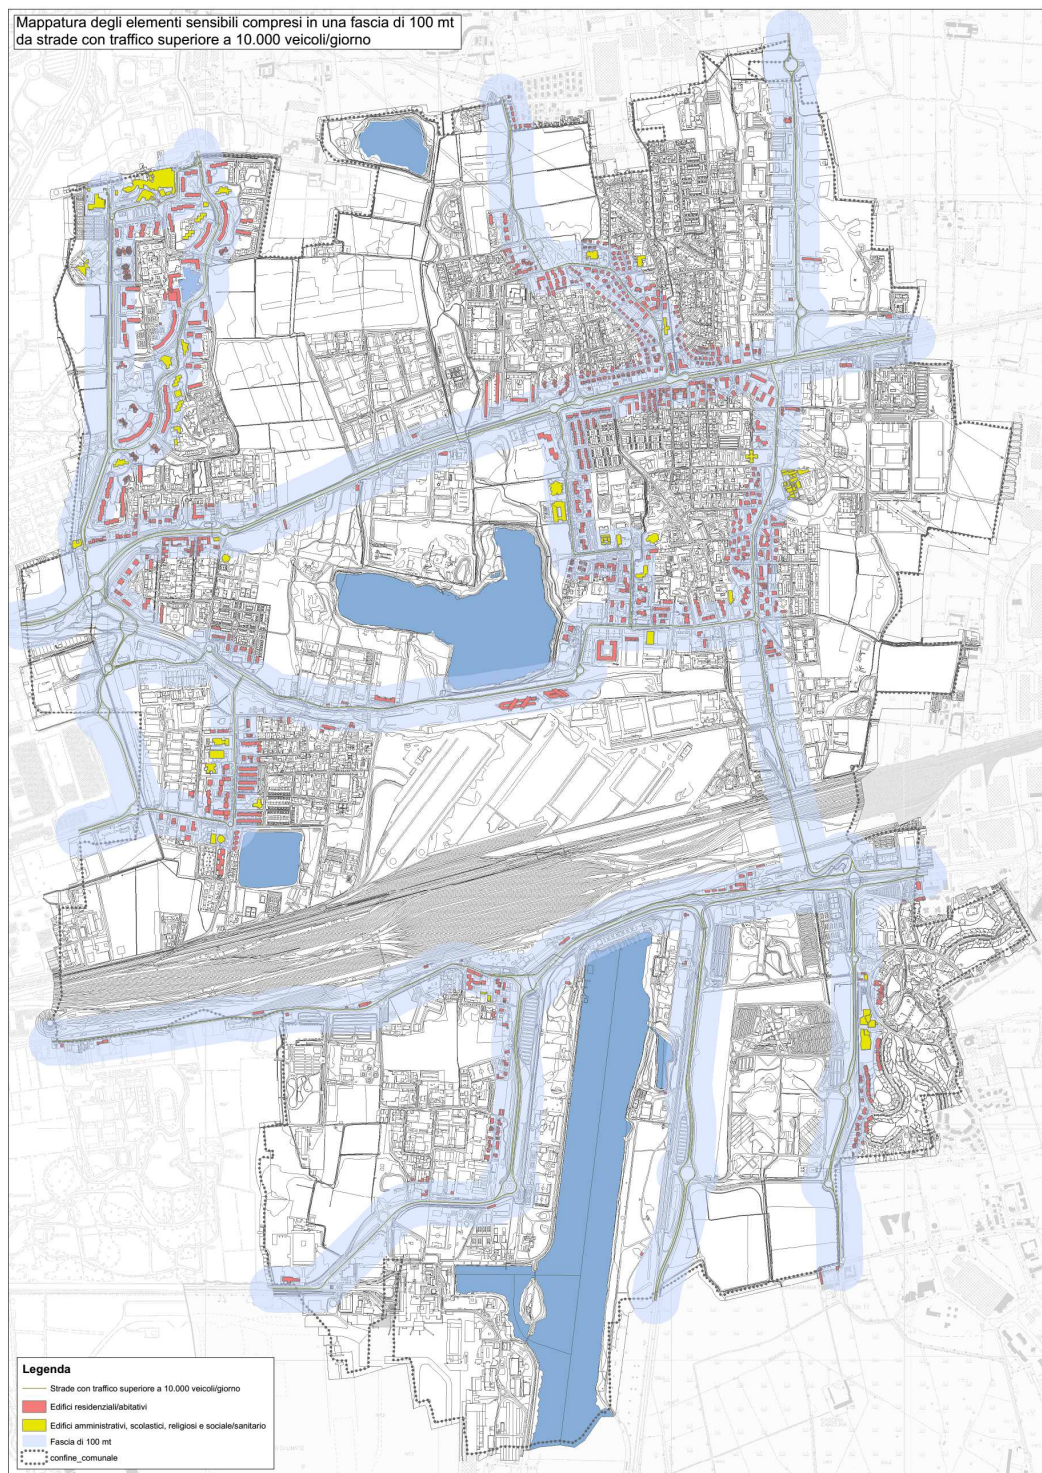 Mappatura degli elementi sensibili compresi in una fascia di 100 mt
da strade con traffico superiore a 10.000 veicoli/giorno
Legenda
Strade con traffico superiore a 10.000 veicoli/giorno
Edifici residenziali/abitativi
Edifici amministrativi, scolastici, religiosi e sociale/sanitario
Fascia di 100 mt
confine_comunale